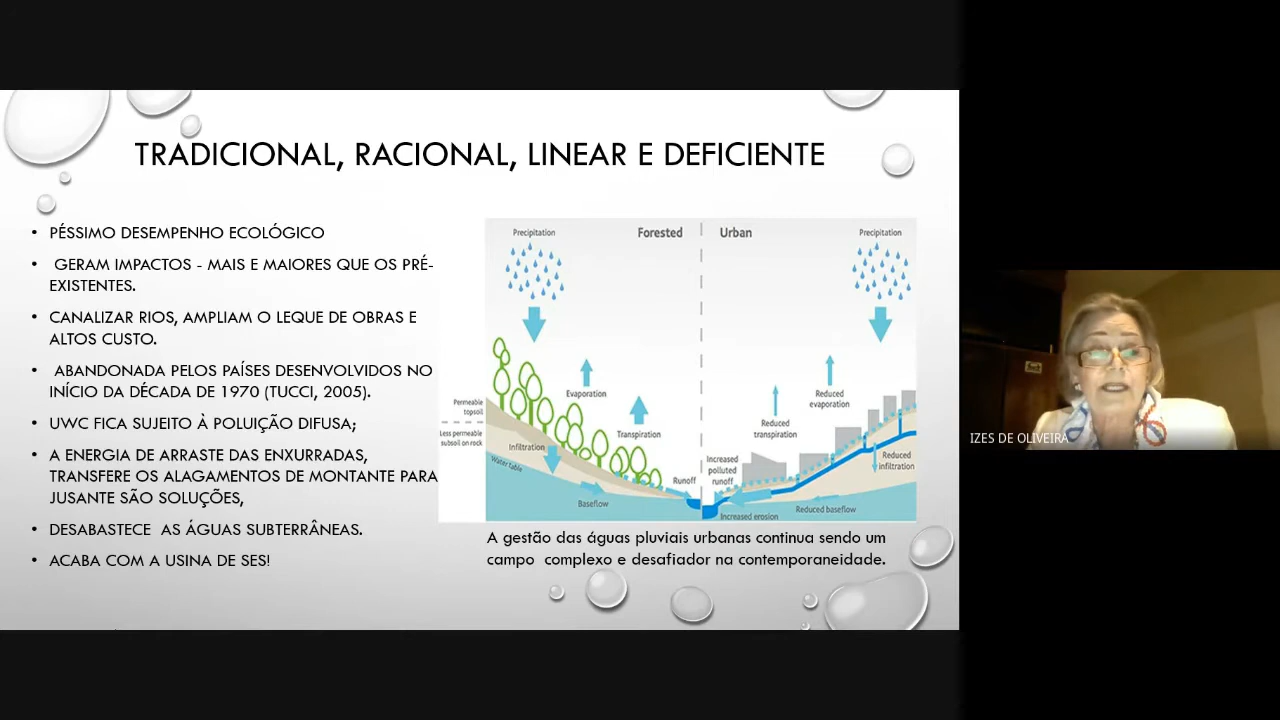 TRADICIONAL, RACIONAL, LINEAR E DEFICIENTE
• PÉSSIMO DESEMPENHO ECOLÓGICO
• GERAM IMPACTOS - MAIS E MAIORES QUE OS PRÉ-
EXISTENTES.
• CANALIZAR RIOS, AMPLIAM O LEQUE DE OBRAS E
ALTOS CUSTO.
• ABANDONADA PELOS PAÍSES DESENVOLVIDOS NO
INÍCIO DA DÉCADA DE 1970 (TUCCI, 2005).
• UWC FICA SUJEITO À POLUIÇÃO DIFUSA;
• A ENERGIA DE ARRASTE DAS ENXURRADAS,
TRANSFERE OS ALAGAMENTOS DE MONTANTE PARA
JUSANTE SÃO SOLUÇÕES,
• DESABASTECE AS ÁGUAS SUBTERRÂNEAS.
• ACABA COM A USINA DE SES!
Precipitation
Forested
Urban
Precipitation
Evaporation
Transpiration
Reduced
evaporation
Reduced
transpiration
Permeable
topsoil
Less permeable
subsoil on rock
Water table
Infiltration
Baseflow
Runoff
Increased
polluted
runoff
Reduced
infiltration
Increased erosion
Reduced baseflow
A gestão das águas pluviais urbanas continua sendo um
campo complexo e desafiador na contemporaneidade.
IZES DE OLIVEIRA